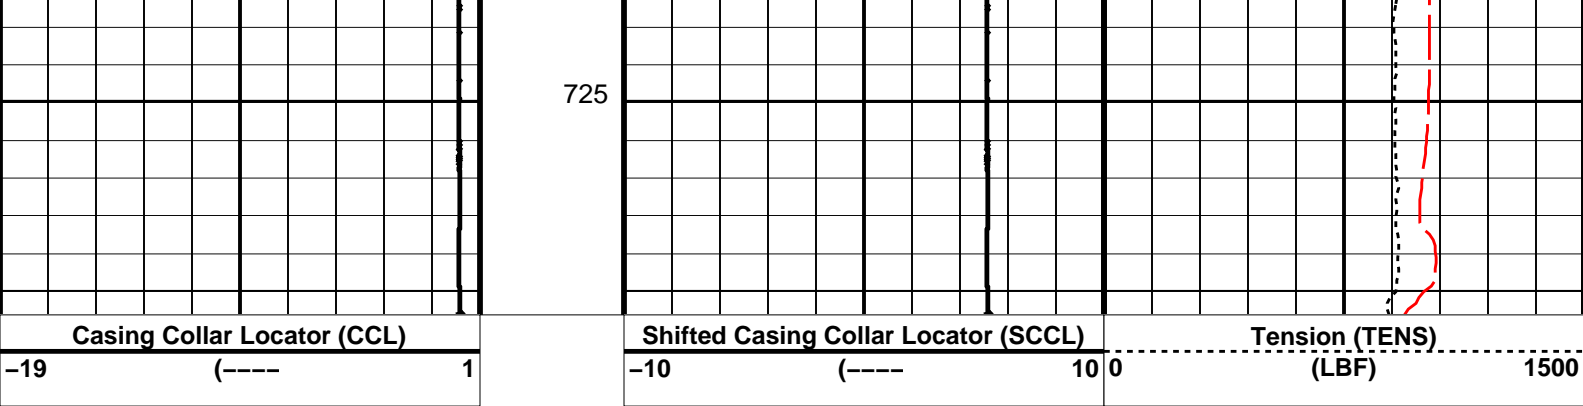 725
Casing Collar Locator (CCL) Shifted Casing Collar Locator (SCCL) Tension (TENS)
−19 (−−−− 1 −10 (−−−− 10 0 (LBF) 1500